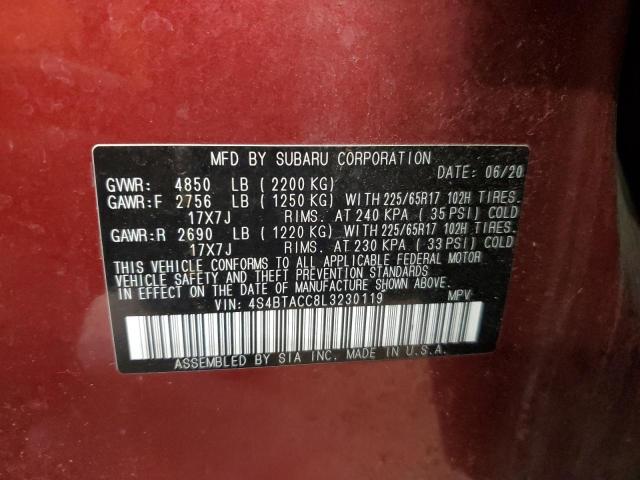 MFD BY SUBARU CORPORATION DATE: 06/20
GVWR: 4850 LB ( 2200 KG)
GAWR:F 2756 LB ( 1250 KG) WITH 225/65R17 102H TIRES.
17X7J RIMS. AT 240 KPA ( 35 PSI) COLD
GAWR:R 2690 LB ( 1220 KG) WITH 225/65R17 102H TIRES.
17X7J RIMS. AT 230 KPA ( 33 PSI) COLD
THIS VEHICLE CONFORMS TO ALL APPLICABLE FEDERAL MOTOR
VEHICLE SAFETY AND THEFT PREVENTION STANDARDS
IN EFFECT ON THE DATE OF MANUFACTURE SHOWN ABOVE.
VIN: 4S4BTACC8L3230119 MPV
ASSEMBLED BY SIA INC. MADE IN U.S.A.